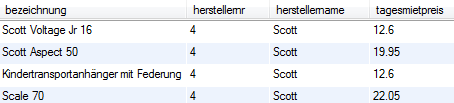 bezeichnung herstellernr herstellername tagesmietpreis
Scott Voltage Jr 16 4 Scott 12.6
Scott Aspect 50 4 Scott 19.95
Kindertransportanhänger mit Federung 4 Scott 12.6
Scale 70 4 Scott 22.05